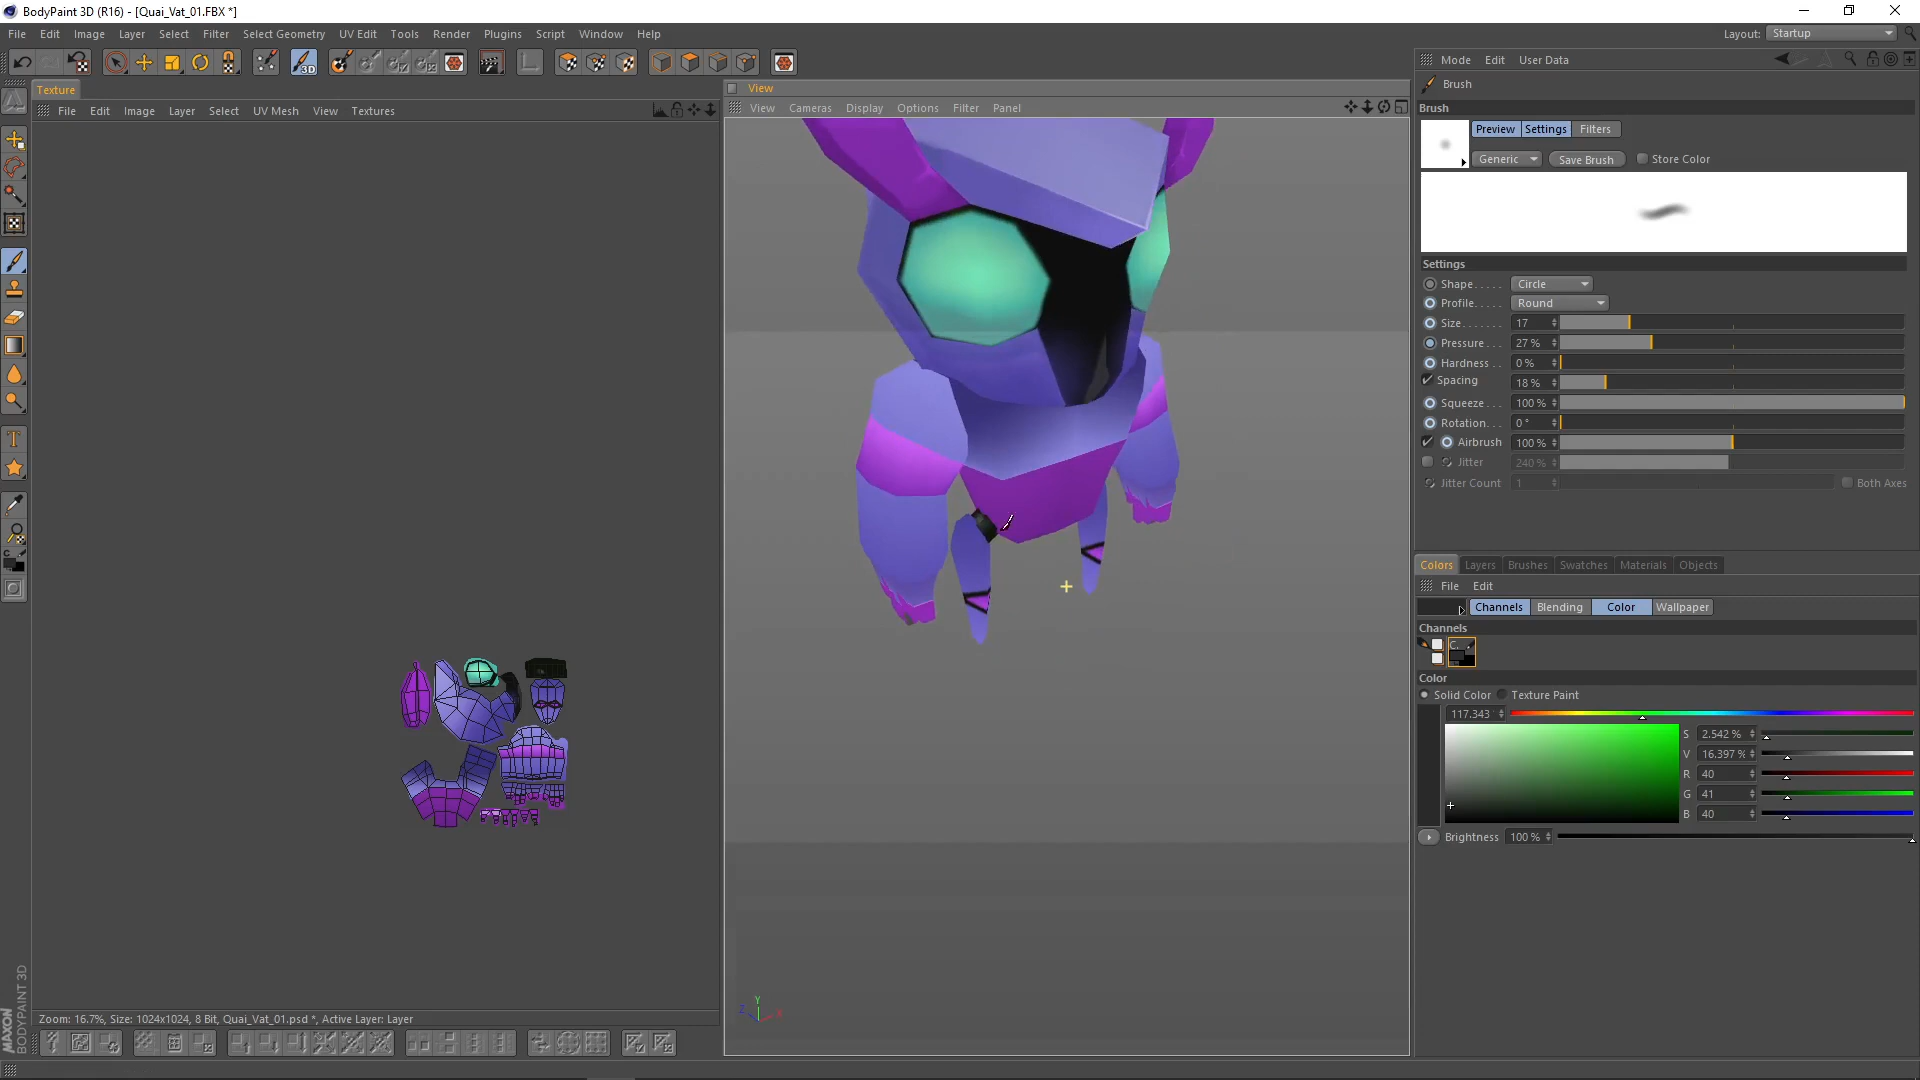 BodyPaint 3D (R16) - [Quai_Vat_01.FBX *]
File Edit Image Layer Select Filter Select Geometry UV Edit Tools Render Plugins Script Window Help
Layout: Startup
Texture
File Edit Image Layer Select UV Mesh View Textures
View
View Cameras Display Options Filter Panel
Mode Edit User Data
Brush
Brush
Preview Settings Filters
Generic Save Brush Store Color
Settings
Shape..... Circle
Profile..... Round
Size....... 17
Pressure... 27 %
Hardness.. 0 %
Spacing 18 %
Squeeze... 100 %
Rotation... 0 °
Airbrush 100 %
Jitter 240 %
Jitter Count 1 Both Axes
Colors Layers Brushes Swatches Materials Objects
File Edit
Channels Blending Color Wallpaper
Channels
C
Color
Solid Color Texture Paint
117.343
S 2.542 %
V 16.397 %
R 40
G 41
B 40
Brightness 100 %
Y
Z X
Zoom: 16.7%, Size: 1024x1024, 8 Bit, Quai_Vat_01.psd *, Active Layer: Layer
MAXON
BODYPAINT 3D